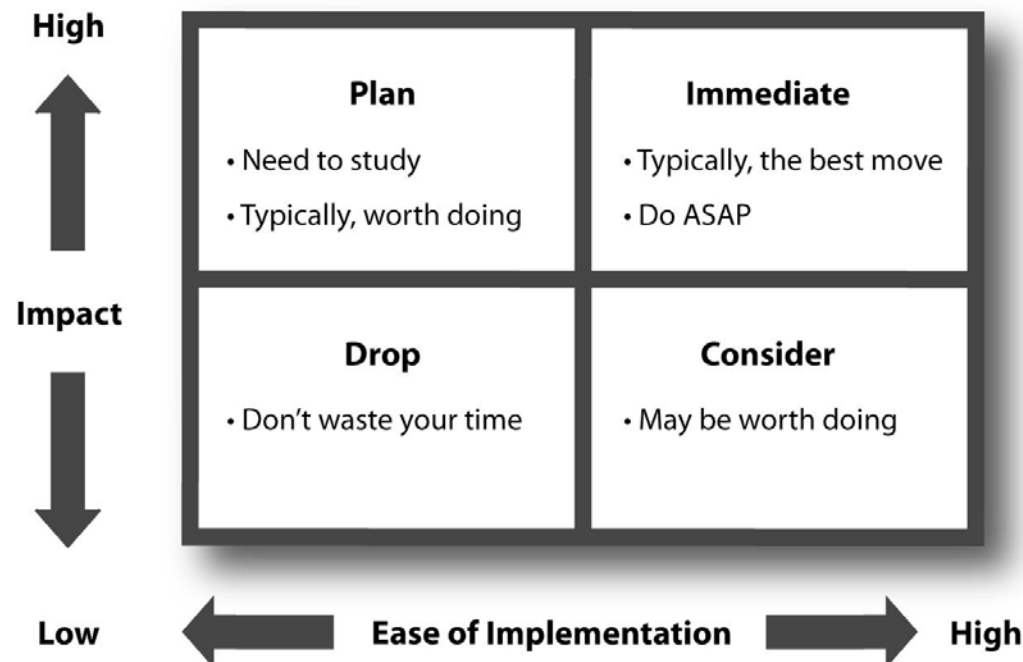 High
Plan
• Need to study
• Typically, worth doing
Immediate
• Typically, the best move
• Do ASAP
Impact
Drop
• Don’t waste your time
Consider
• May be worth doing
Low
Ease of Implementation
High